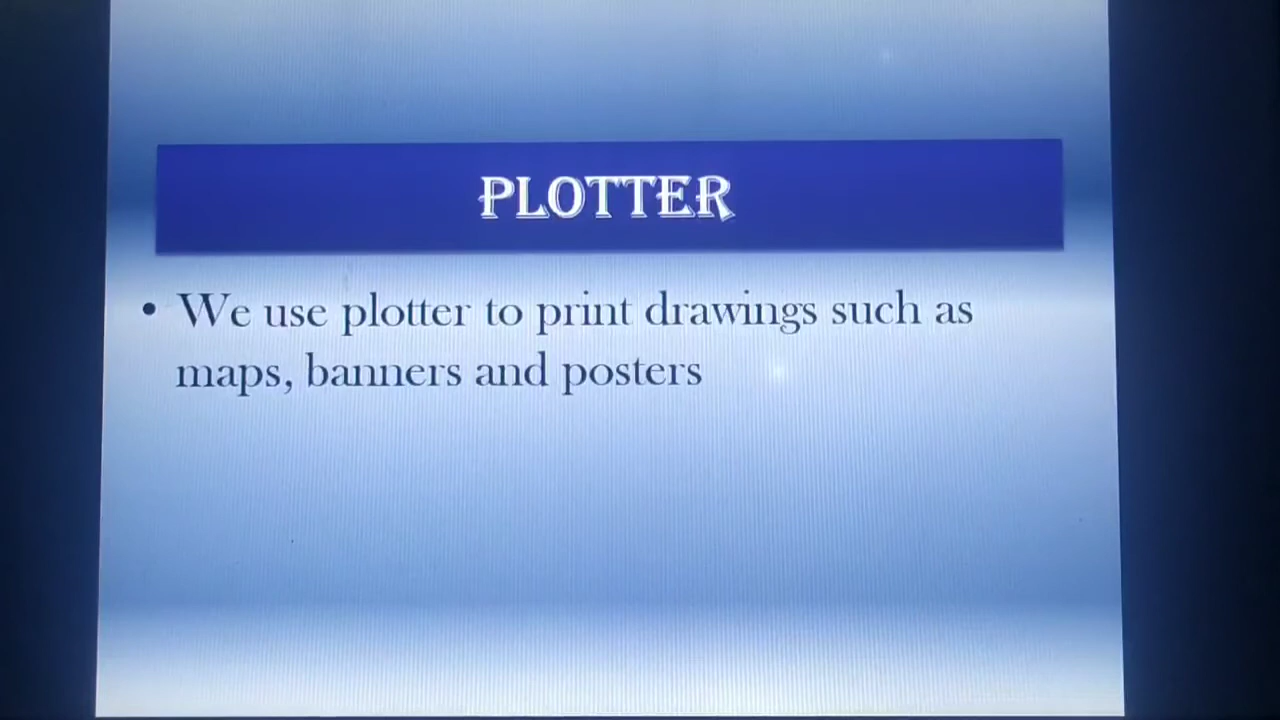 PLOTTER
• We use plotter to print drawings such as
maps, banners and posters